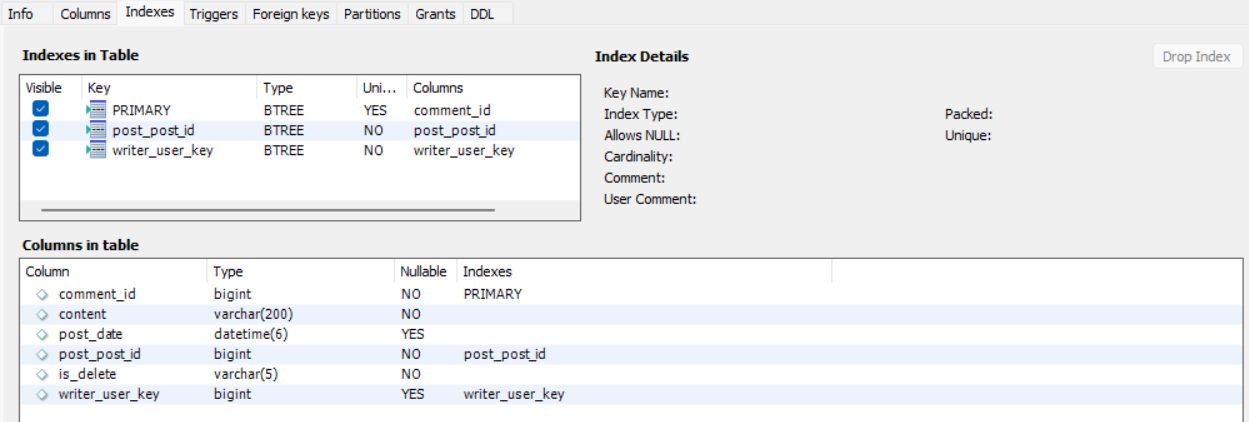 Info Columns Indexes Triggers Foreign keys Partitions Grants DDL
Indexes in Table
Visible Key Type Uni... Columns
PRIMARY BTREE YES comment_id
post_post_id BTREE NO post_post_id
writer_user_key BTREE NO writer_user_key
Index Details
Drop Index
Key Name:
Index Type: Packed:
Allows NULL: Unique:
Cardinality:
Comment:
User Comment:
Columns in table
Column Type Nullable Indexes
comment_id bigint NO PRIMARY
content varchar(200) NO
post_date datetime(6) YES
post_post_id bigint NO post_post_id
is_delete varchar(5) NO
writer_user_key bigint YES writer_user_key